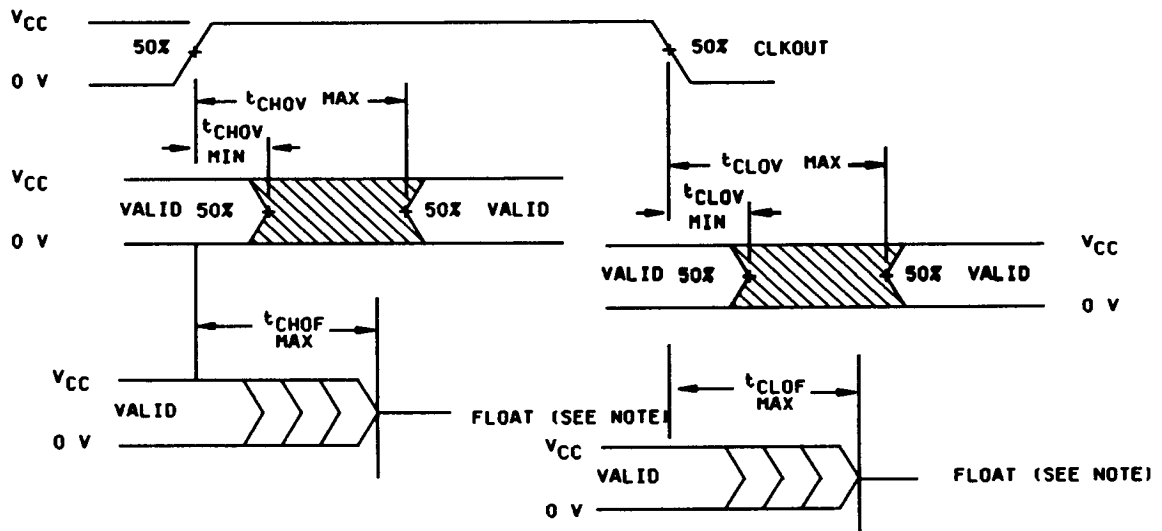 VCC
50%
0 V
50% CLKOUT
tCHOV MAX
tCHOV
MIN
tCLOV MAX
tCLOV
MIN
VCC
VALID 50%
50% VALID
0 V
VCC
VALID 50%
50% VALID
0 V
tCHOF
MAX
VCC
VALID
0 V
FLOAT (SEE NOTE)
tCLOF
MAX
VCC
VALID
0 V
FLOAT (SEE NOTE)